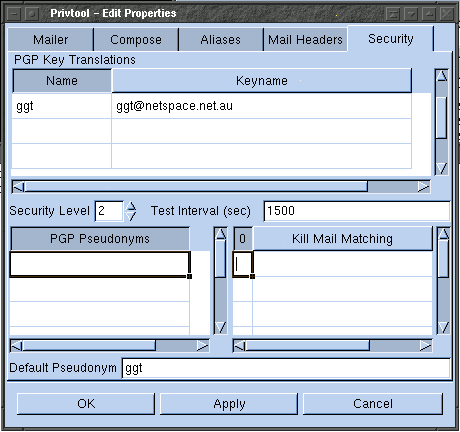 Privtool - Edit Properties
Mailer Compose Aliases Mail Headers Security
PGP Key Translations
Name Keyname
ggt ggt@netspace.net.au
Security Level 2 Test Interval (sec) 1500
PGP Pseudonyms 0 Kill Mail Matching
Default Pseudonym ggt
OK Apply Cancel